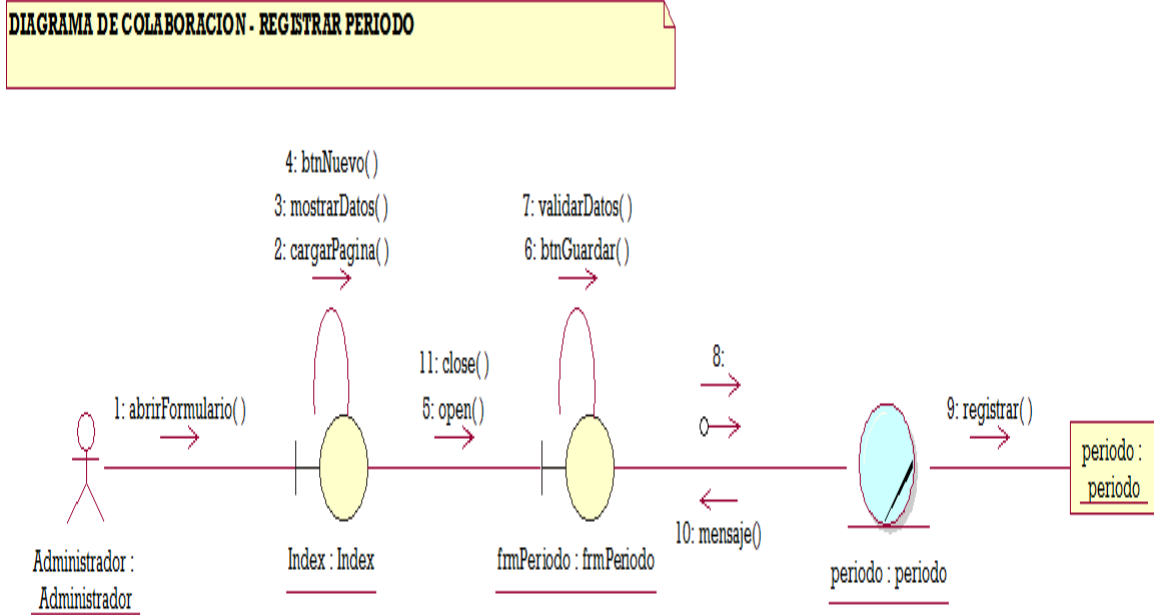 DIAGRAMA DE COLABORACION - REGISTRAR PERIODO
4: btnNuevo( )
3: mostrarDatos( )
2: cargarPagina( )
7: validarDatos( )
6: btnGuardar( )
1: abrirFormulario( )
11: close( )
5: open( )
8:
9: registrar( )
10: mensaje()
Administrador :
Administrador
Index : Index
frmPeriodo : frmPeriodo
periodo : periodo
periodo :
periodo